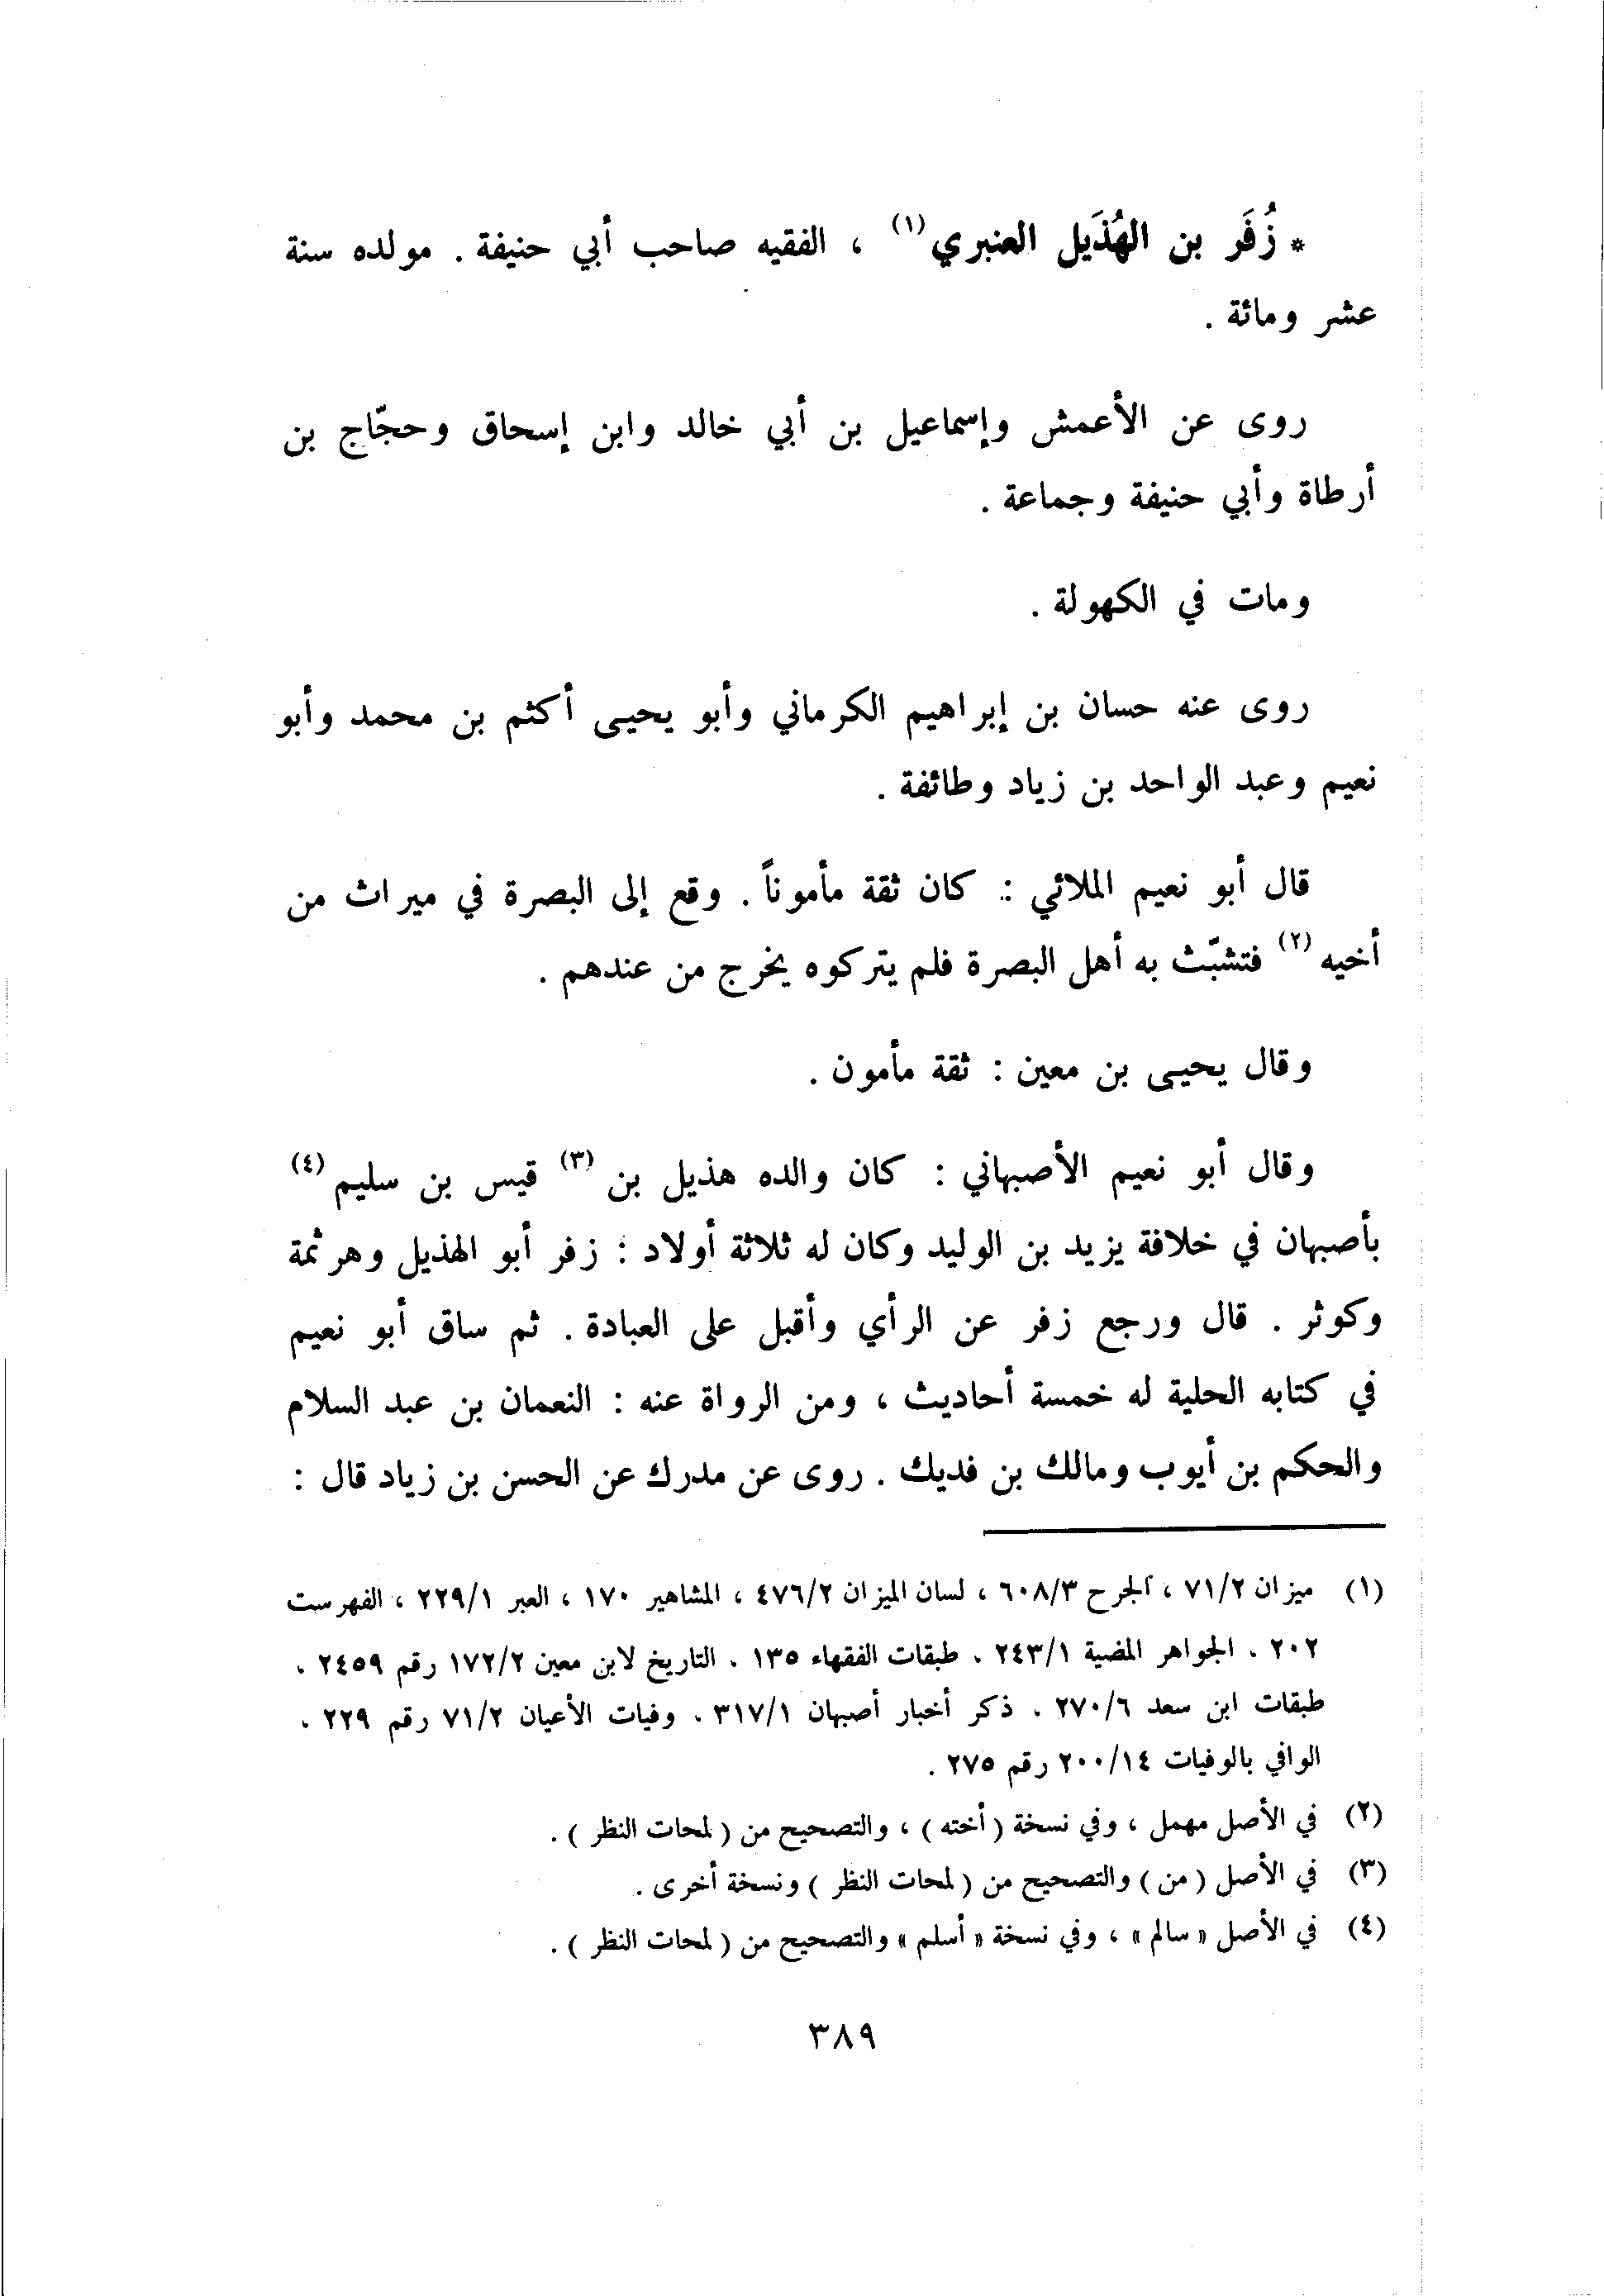 * زُفَر بن الهُذَيل العنبري(١) ، الفقيه صاحب أبي حنيفة . مولده سنة
عشر ومائة .
روى عن الأعمش وإسماعيل بن أبي خالد وابن إسحاق وحجّاج بن
أرطاة وأبي حنيفة وجماعة .
ومات في الكهولة .
روى عنه حسان بن إبراهيم الكرماني وأبو يحيى أكثم بن محمد وأبو
نعيم وعبد الواحد بن زياد وطائفة .
قال أبو نعيم الملائي : كان ثقة مأموناً . وقع إلى البصرة في ميراث من
أخيه(٢) فتشبّث به أهل البصرة فلم يتركوه يخرج من عندهم .
وقال يحيى بن معين : ثقة مأمون .
وقال أبو نعيم الأصبهاني : كان والده هذيل بن(٣) قيس بن سليم(٤)
بأصبهان في خلافة يزيد بن الوليد وكان له ثلاثة أولاد : زفر أبو الهذيل وهرثمة
وكوثر . قال ورجع زفر عن الرأي وأقبل على العبادة . ثم ساق أبو نعيم
في كتابه الحلية له خمسة أحاديث ، ومن الرواة عنه : النعمان بن عبد السلام
والحكم بن أيوب ومالك بن فديك . روى عن مدرك عن الحسن بن زياد قال :
(١) ميزان ٧١/٢ ، الجرح ٦٠٨/٣ ، لسان الميزان ٤٧٦/٢ ، المشاهير ١٧٠ ، العبر ٢٢٩/١ ، الفهرست
٢٠٢ . الجواهر المضية ٢٤٣/١ . طبقات الفقهاء ١٣٥ . التاريخ لابن معين ١٧٢/٢ رقم ٢٤٥٩ .
طبقات ابن سعد ٢٧٠/٦ . ذكر أخبار أصبهان ٣١٧/١ . وفيات الأعيان ٧١/٢ رقم ٢٢٩ .
الوافي بالوفيات ٢٠٠/١٤ رقم ٢٧٥ .
(٢) في الأصل مهمل ، وفي نسخة ( أخته ) ، والتصحيح من ( لمحات النظر ) .
(٣) في الأصل ( من ) والتصحيح من ( لمحات النظر ) ونسخة أخرى .
(٤) في الأصل « سالم » ، وفي نسخة « أسلم » والتصحيح من ( لمحات النظر ) .
٣٨٩